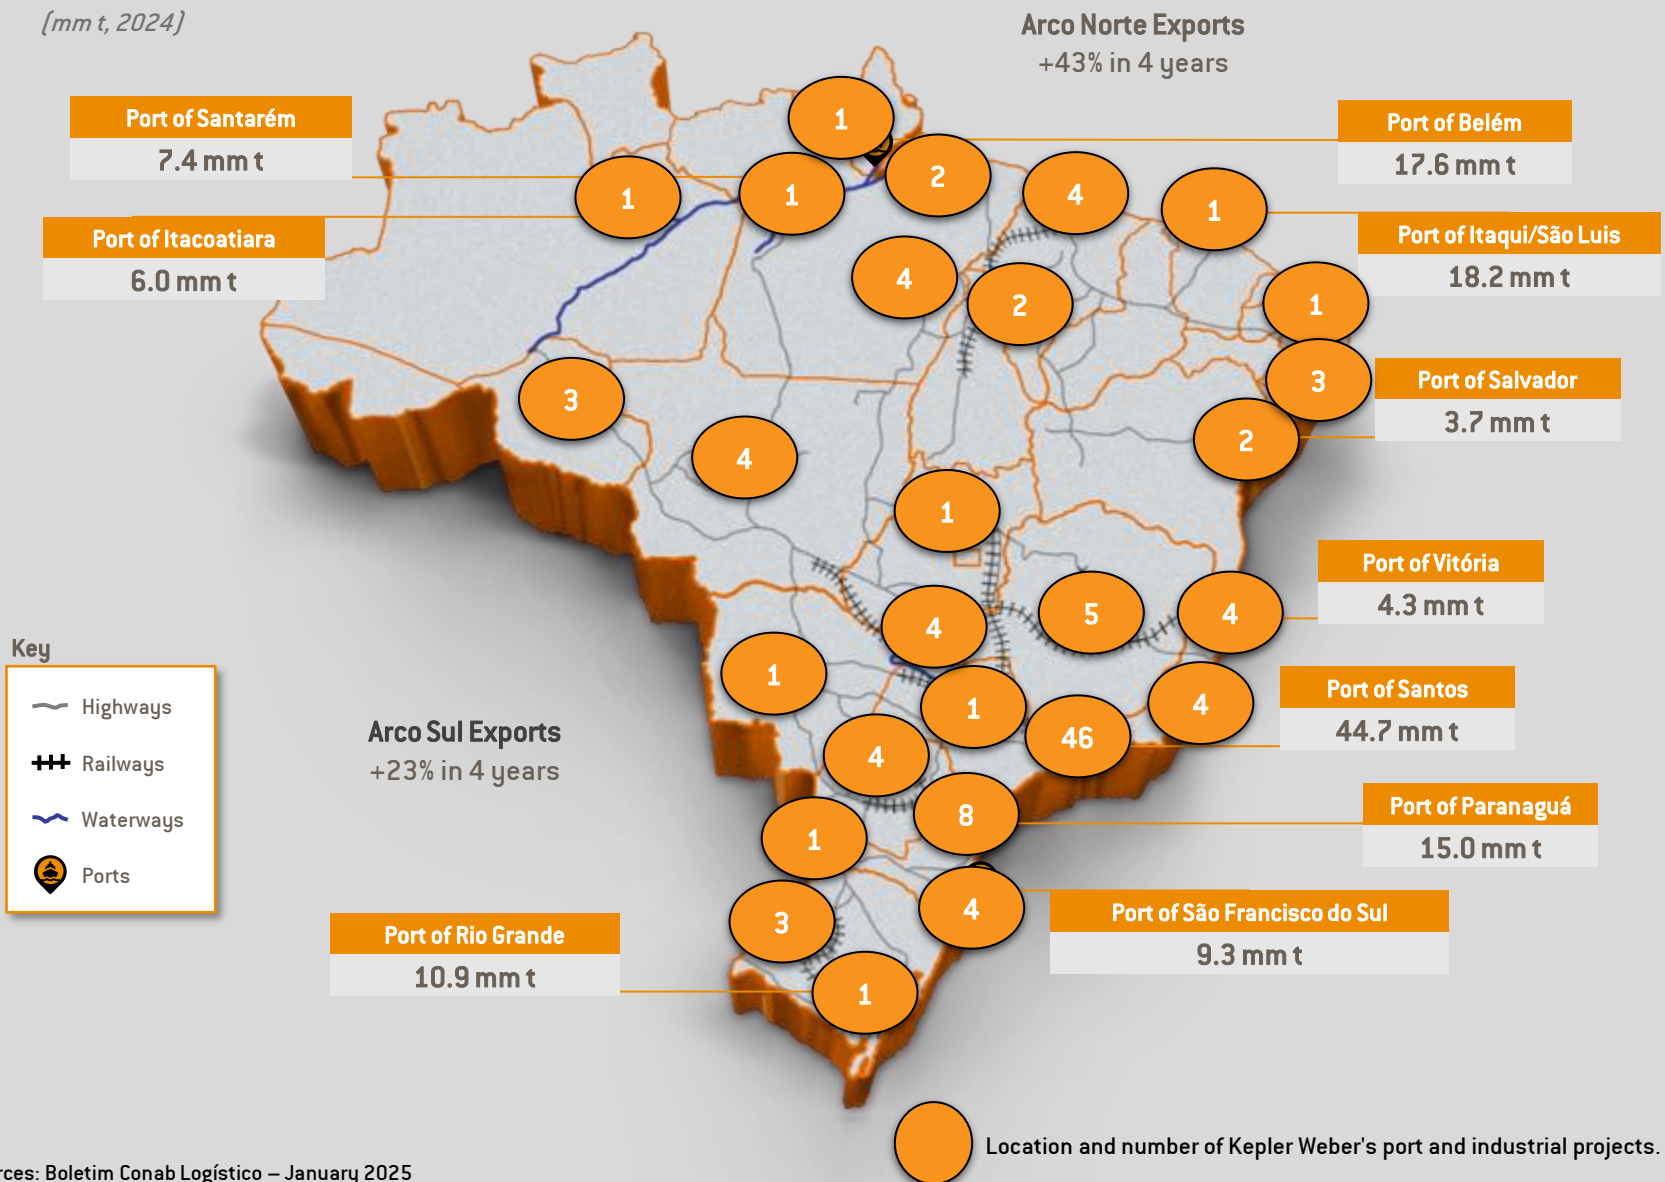 (mm t, 2024)
Arco Norte Exports
+43% in 4 years
Port of Santarém
7.4 mm t
Port of Belém
17.6 mm t
Port of Itacoatiara
6.0 mm t
Port of Itaqui/São Luis
18.2 mm t
1
2
1
1
4
1
4
2
1
3
Port of Salvador
3.7 mm t
3
2
4
1
Port of Vitória
4.3 mm t
4
5
4
1
Port of Santos
44.7 mm t
1
46
4
4
Key
Highways
Railways
Waterways
Ports
Arco Sul Exports
+23% in 4 years
8
1
Port of Paranaguá
15.0 mm t
3
4
1
Port of São Francisco do Sul
9.3 mm t
Port of Rio Grande
10.9 mm t
Location and number of Kepler Weber's port and industrial projects.
rces: Boletim Conab Logístico – January 2025